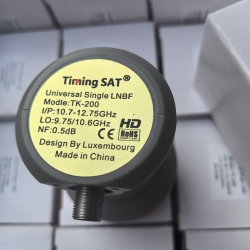 Timing SAT®
Universal Single LNBF
Mode:TK-200
I/P:10.7-12.75GHz
LO:9.75/10.6GHz
NF:0.5dB
HD
RoHS
Design By Luxembourg
Made in China